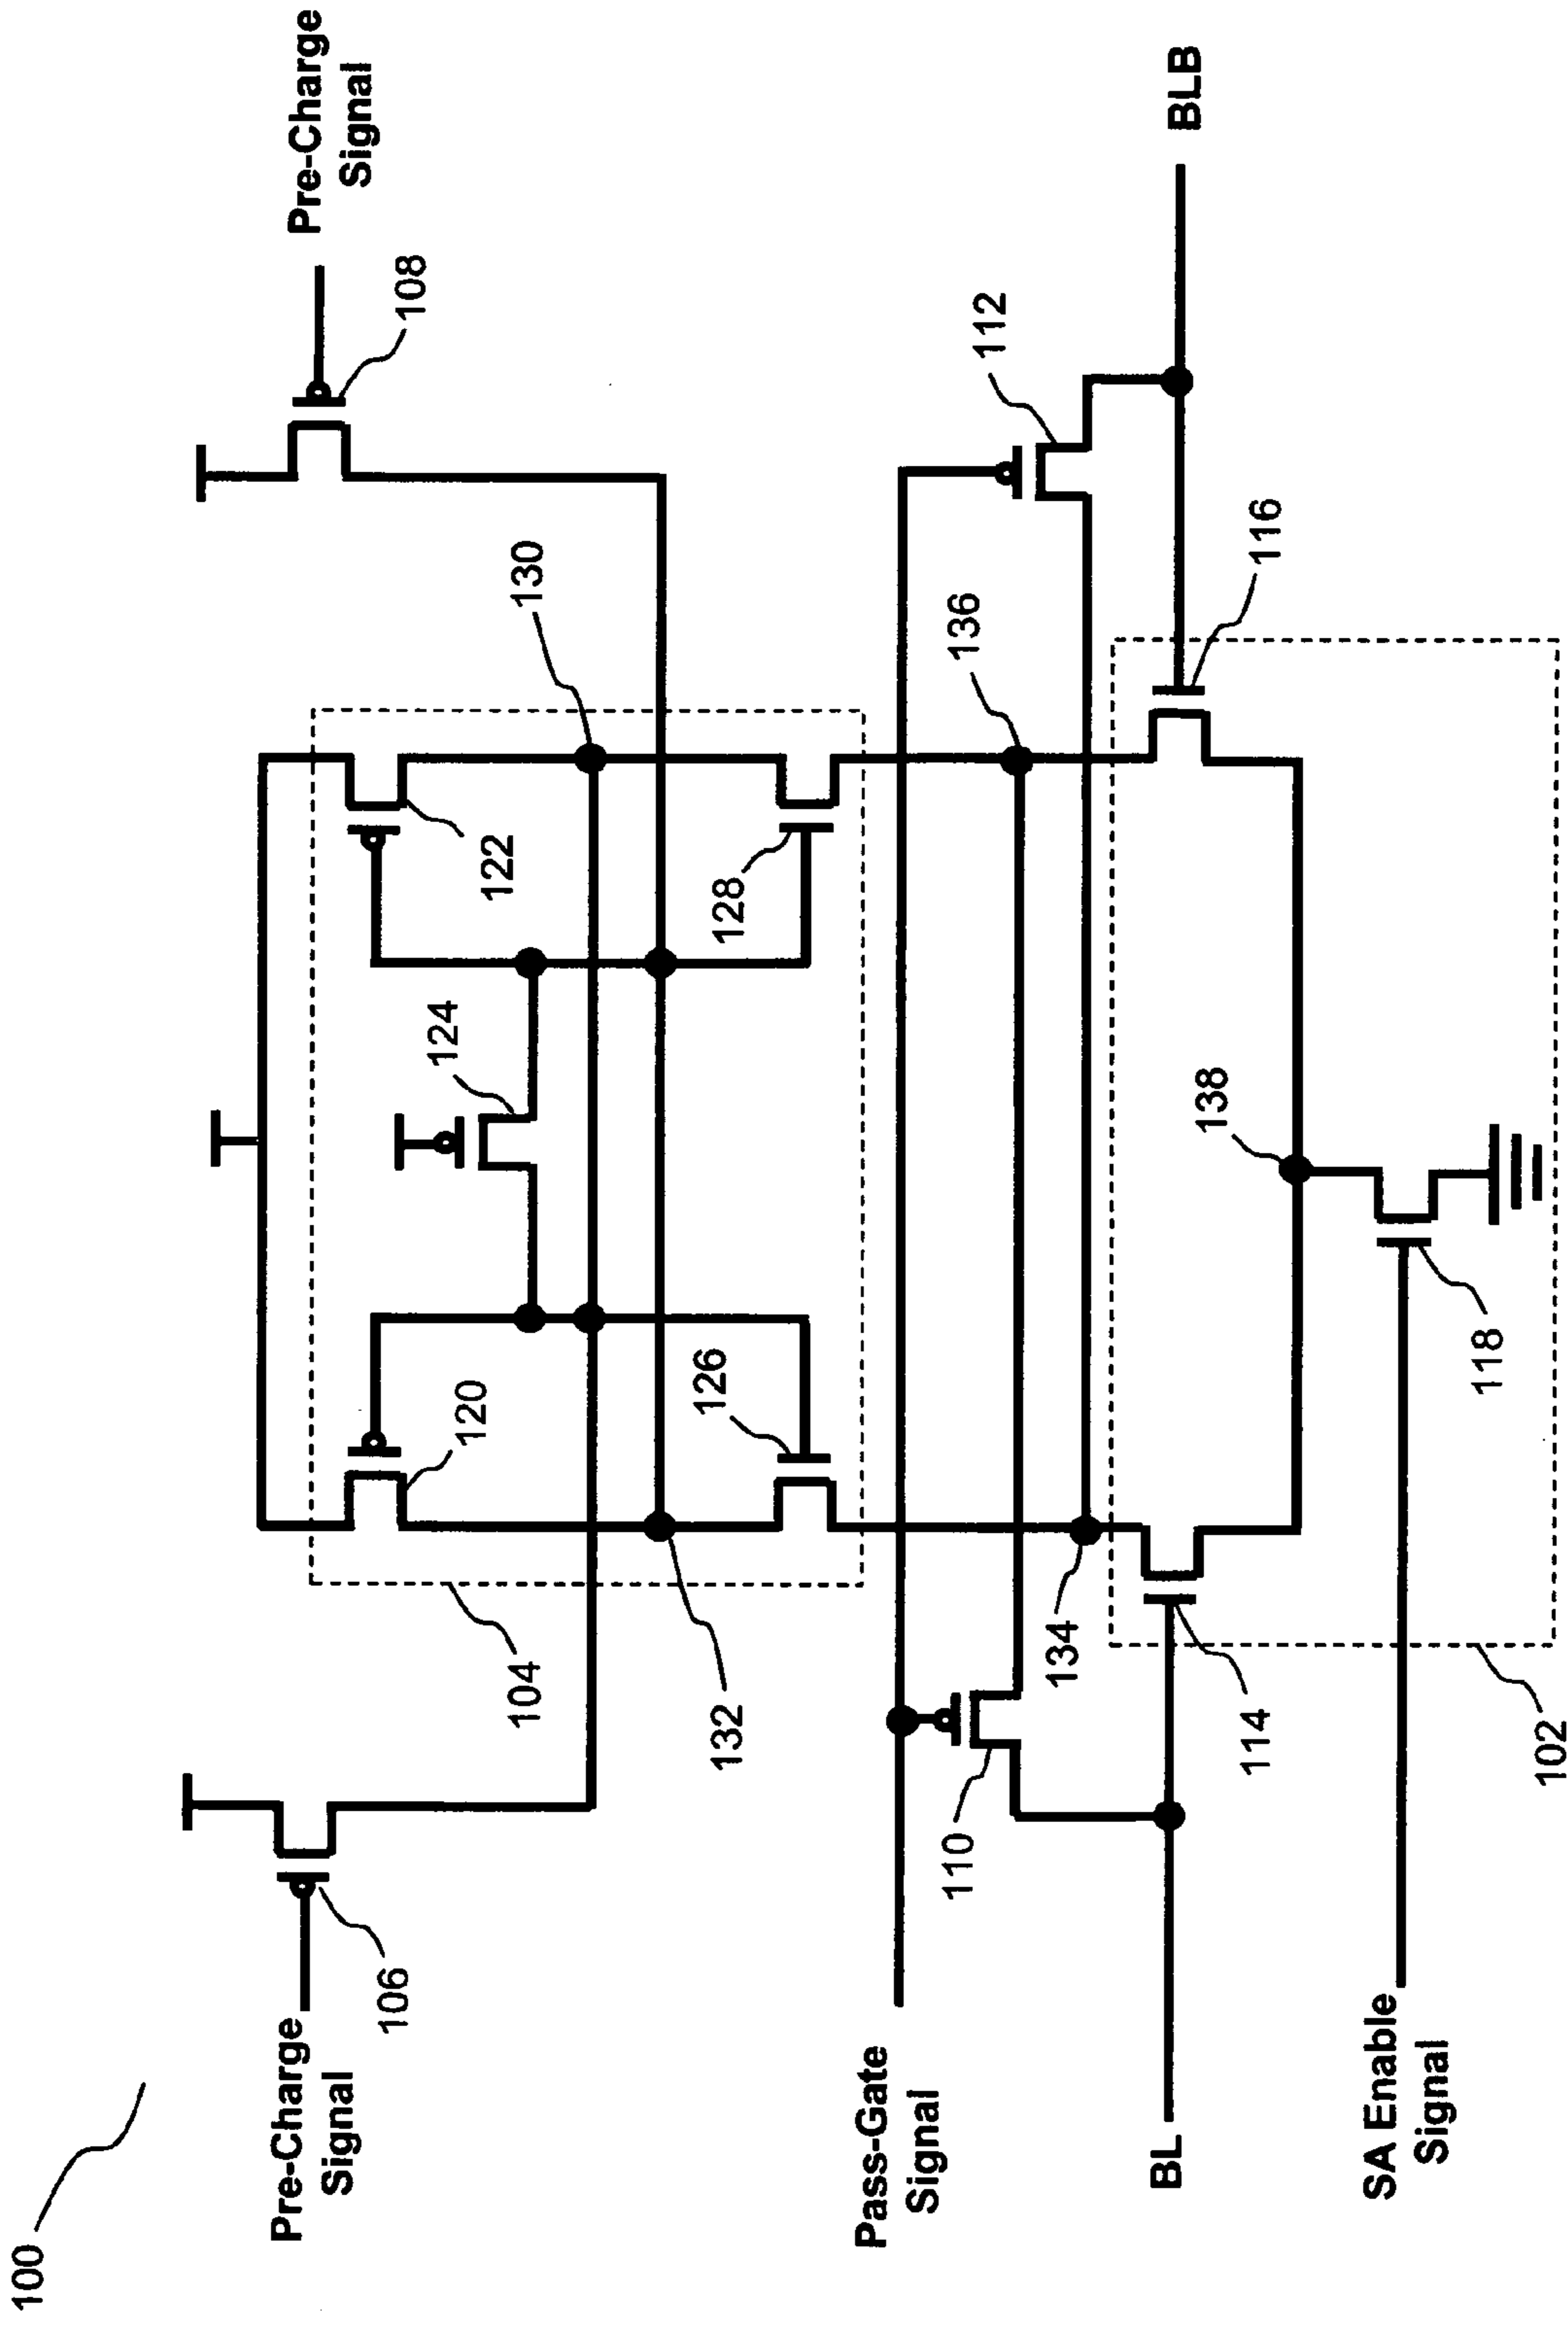 100
Pre-Charge
Signal
106
Pre-Charge
Signal
108
104
120
124
122
130
132
126
128
Pass-Gate
Signal
110
134
136
112
BL
114
138
116
BLB
SA Enable
Signal
118
102